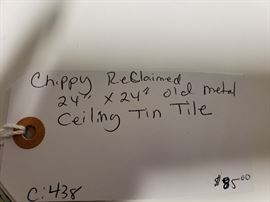 Chippy Reclaimed
24" x 24" old metal
Ceiling Tin Tile
C:438 $85.00